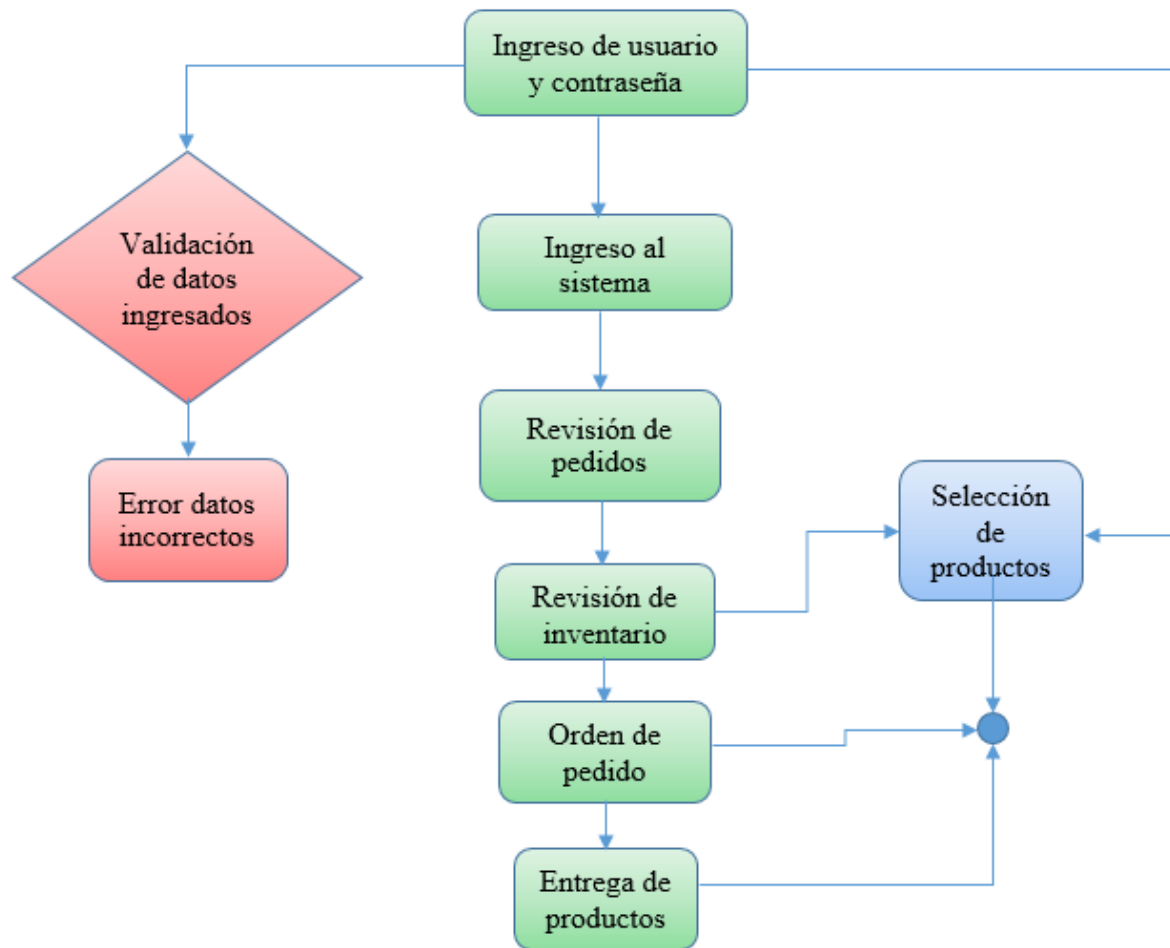 Ingreso de usuario
y contraseña
Validación
de datos
ingresados
Ingreso al
sistema
Revisión de
pedidos
Error datos
incorrectos
Selección
de
productos
Revisión de
inventario
Orden de
pedido
Entrega de
productos